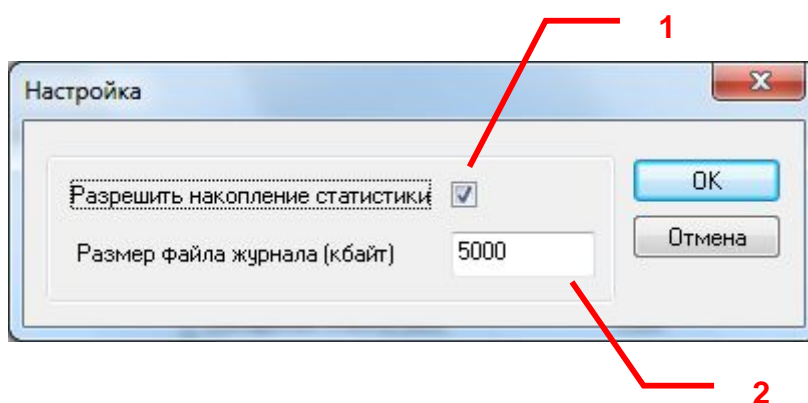 1
Настройка
Разрешить накопление статистики
OK
Размер файла журнала (кбайт) 5000
Отмена
2